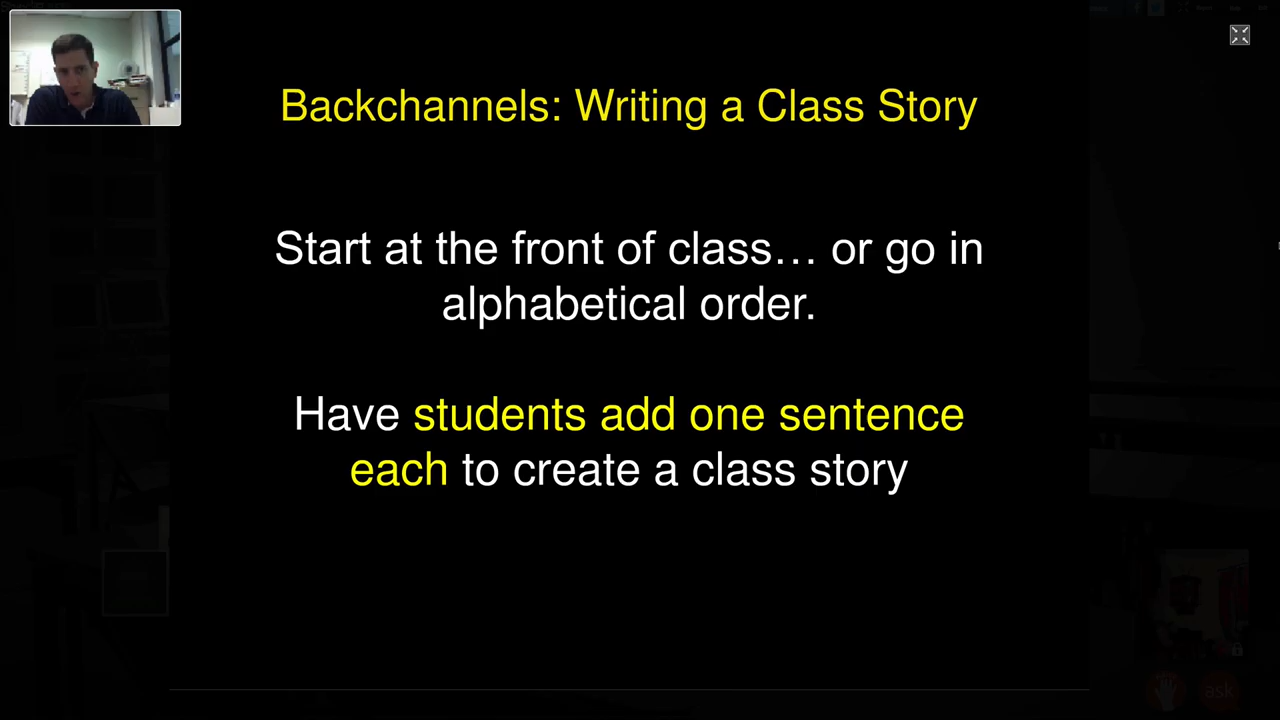 Backchannels: Writing a Class Story
Start at the front of class… or go in
alphabetical order.
Have students add one sentence
each to create a class story
ask